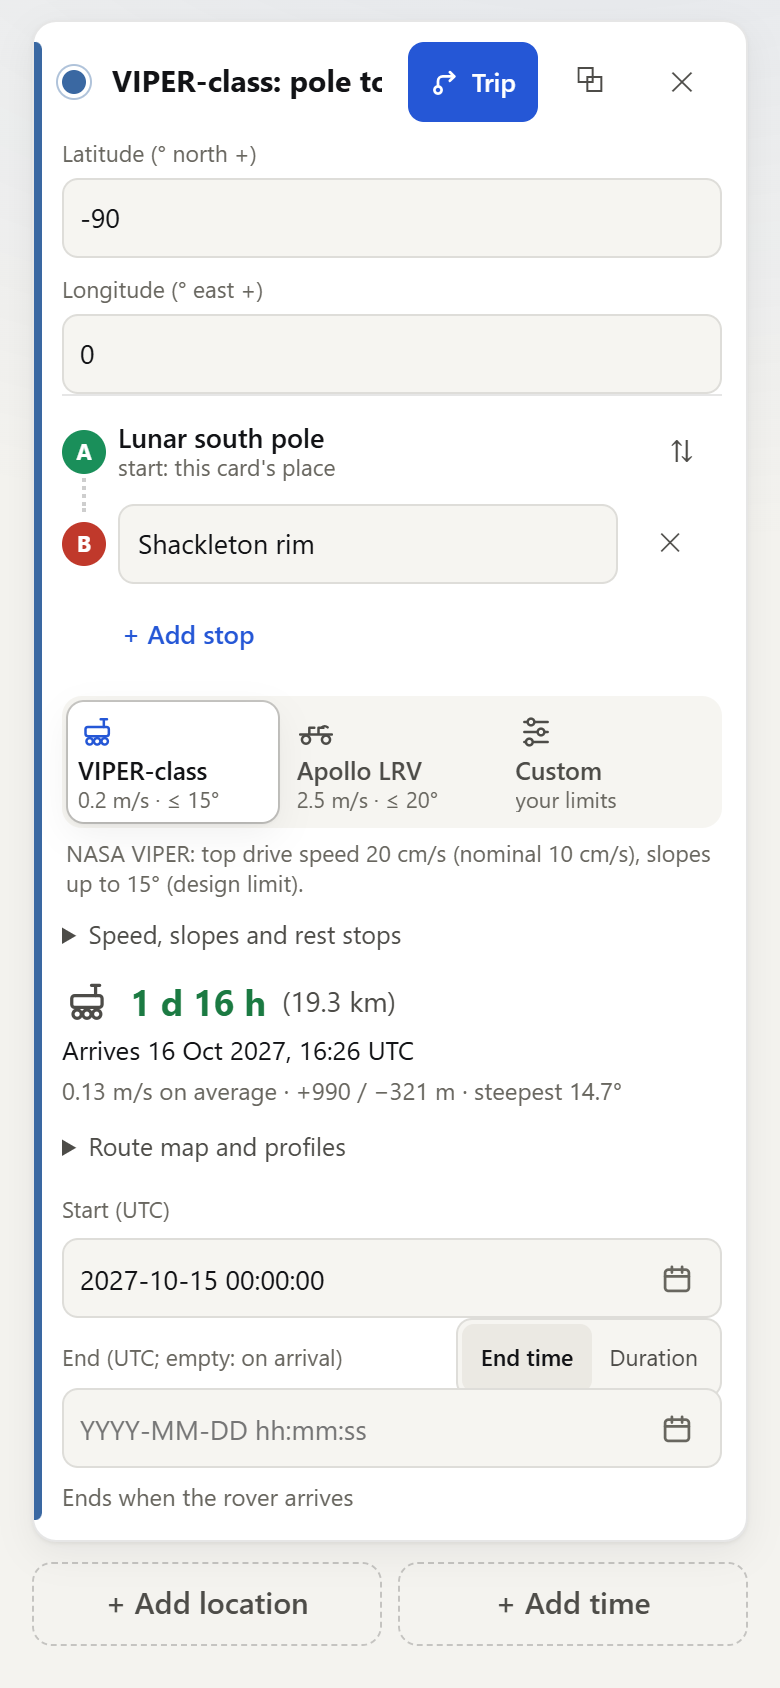 VIPER-class: pole to
Trip
Latitude (° north +)
-90
Longitude (° east +)
0
A
Lunar south pole
start: this card's place
B
Shackleton rim
+ Add stop
VIPER-class
0.2 m/s · ≤ 15°
Apollo LRV
2.5 m/s · ≤ 20°
Custom
your limits
NASA VIPER: top drive speed 20 cm/s (nominal 10 cm/s), slopes
up to 15° (design limit).
Speed, slopes and rest stops
1 d 16 h (19.3 km)
Arrives 16 Oct 2027, 16:26 UTC
0.13 m/s on average · +990 / −321 m · steepest 14.7°
Route map and profiles
Start (UTC)
2027-10-15 00:00:00
End (UTC; empty: on arrival)
End time
Duration
YYYY-MM-DD hh:mm:ss
Ends when the rover arrives
+ Add location
+ Add time